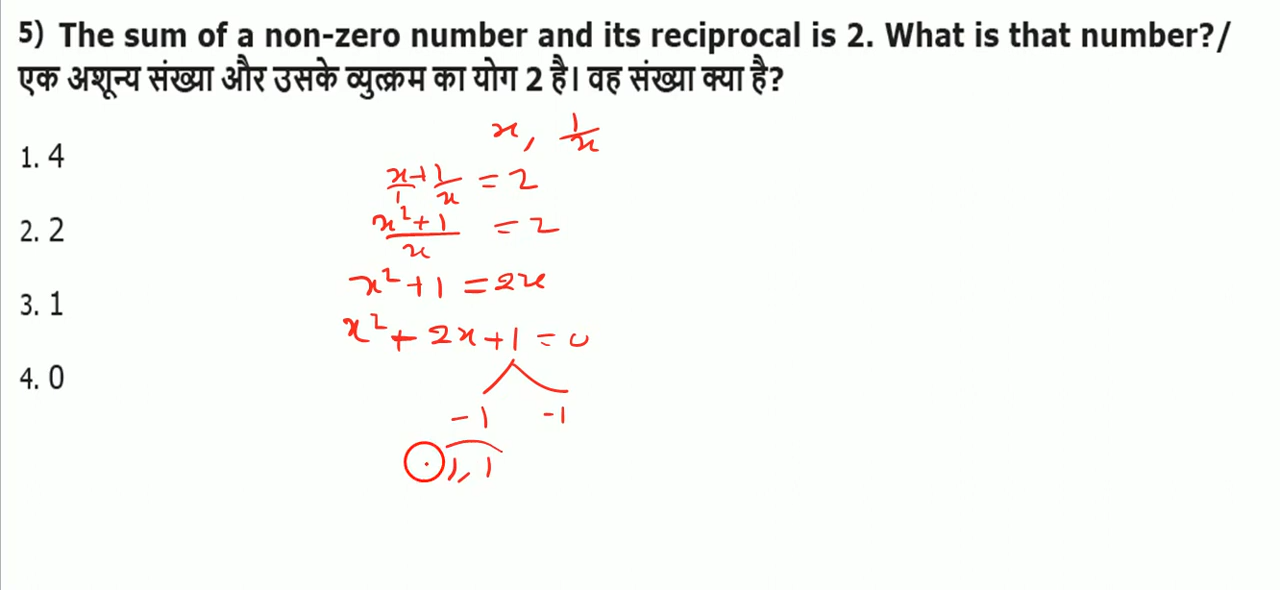 5) The sum of a non-zero number and its reciprocal is 2. What is that number?/
एक अशून्य संख्या और उसके व्युत्क्रम का योग 2 है। वह संख्या क्या है?
x, 1/x
1. 4
x/1 + 1/x = 2
2. 2
(x²+1)/x = 2
x²+1 = 2x
3. 1
x² + 2x + 1 = 0
4. 0
-1 -1
1, 1